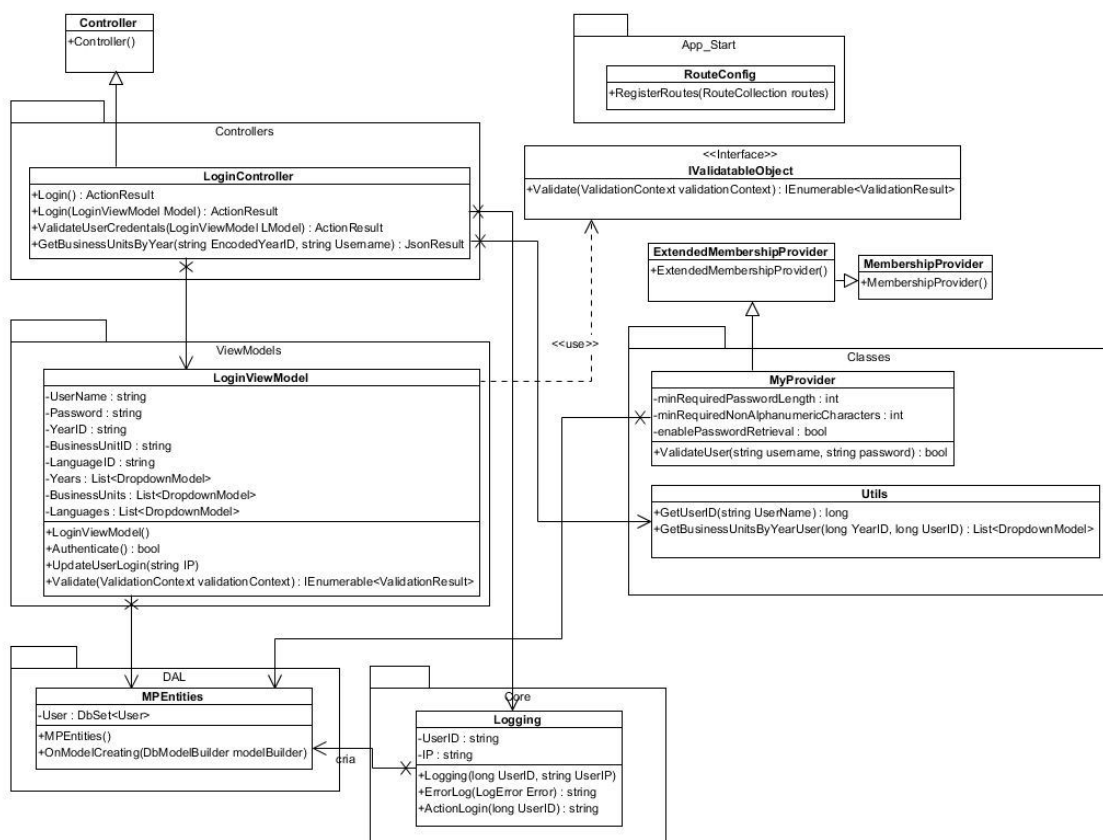 Controller
+Controller()
App_Start
RouteConfig
+RegisterRoutes(RouteCollection routes)
Controllers
LoginController
+Login() : ActionResult
+Login(LoginViewModel Model) : ActionResult
+ValidateUserCredentals(LoginViewModel LModel) : ActionResult
+GetBusinessUnitsByYear(string EncodedYearID, string Username) : JsonResult
<<Interface>>
IValidatableObject
+Validate(ValidationContext validationContext) : IEnumerable<ValidationResult>
ExtendedMembershipProvider
+ExtendedMembershipProvider()
MembershipProvider
+MembershipProvider()
<<use>>
ViewModels
LoginViewModel
-UserName : string
-Password : string
-YearID : string
-BusinessUnitID : string
-LanguageID : string
-Years : List<DropdownModel>
-BusinessUnits : List<DropdownModel>
-Languages : List<DropdownModel>
+LoginViewModel()
+Authenticate() : bool
+UpdateUserLogin(string IP)
+Validate(ValidationContext validationContext) : IEnumerable<ValidationResult>
Classes
MyProvider
-minRequiredPasswordLength : int
-minRequiredNonAlphanumericCharacters : int
-enablePasswordRetrieval : bool
+ValidateUser(string username, string password) : bool
Utils
+GetUserID(string UserName) : long
+GetBusinessUnitsByYearUser(long YearID, long UserID) : List<DropdownModel>
DAL
MPEntities
-User : DbSet<User>
+MPEntities()
+OnModelCreating(DbModelBuilder modelBuilder)
cria
Core
Logging
-UserID : string
-IP : string
+Logging(long UserID, string UserIP)
+ErrorLog(LogError Error) : string
+ActionLogin(long UserID) : string